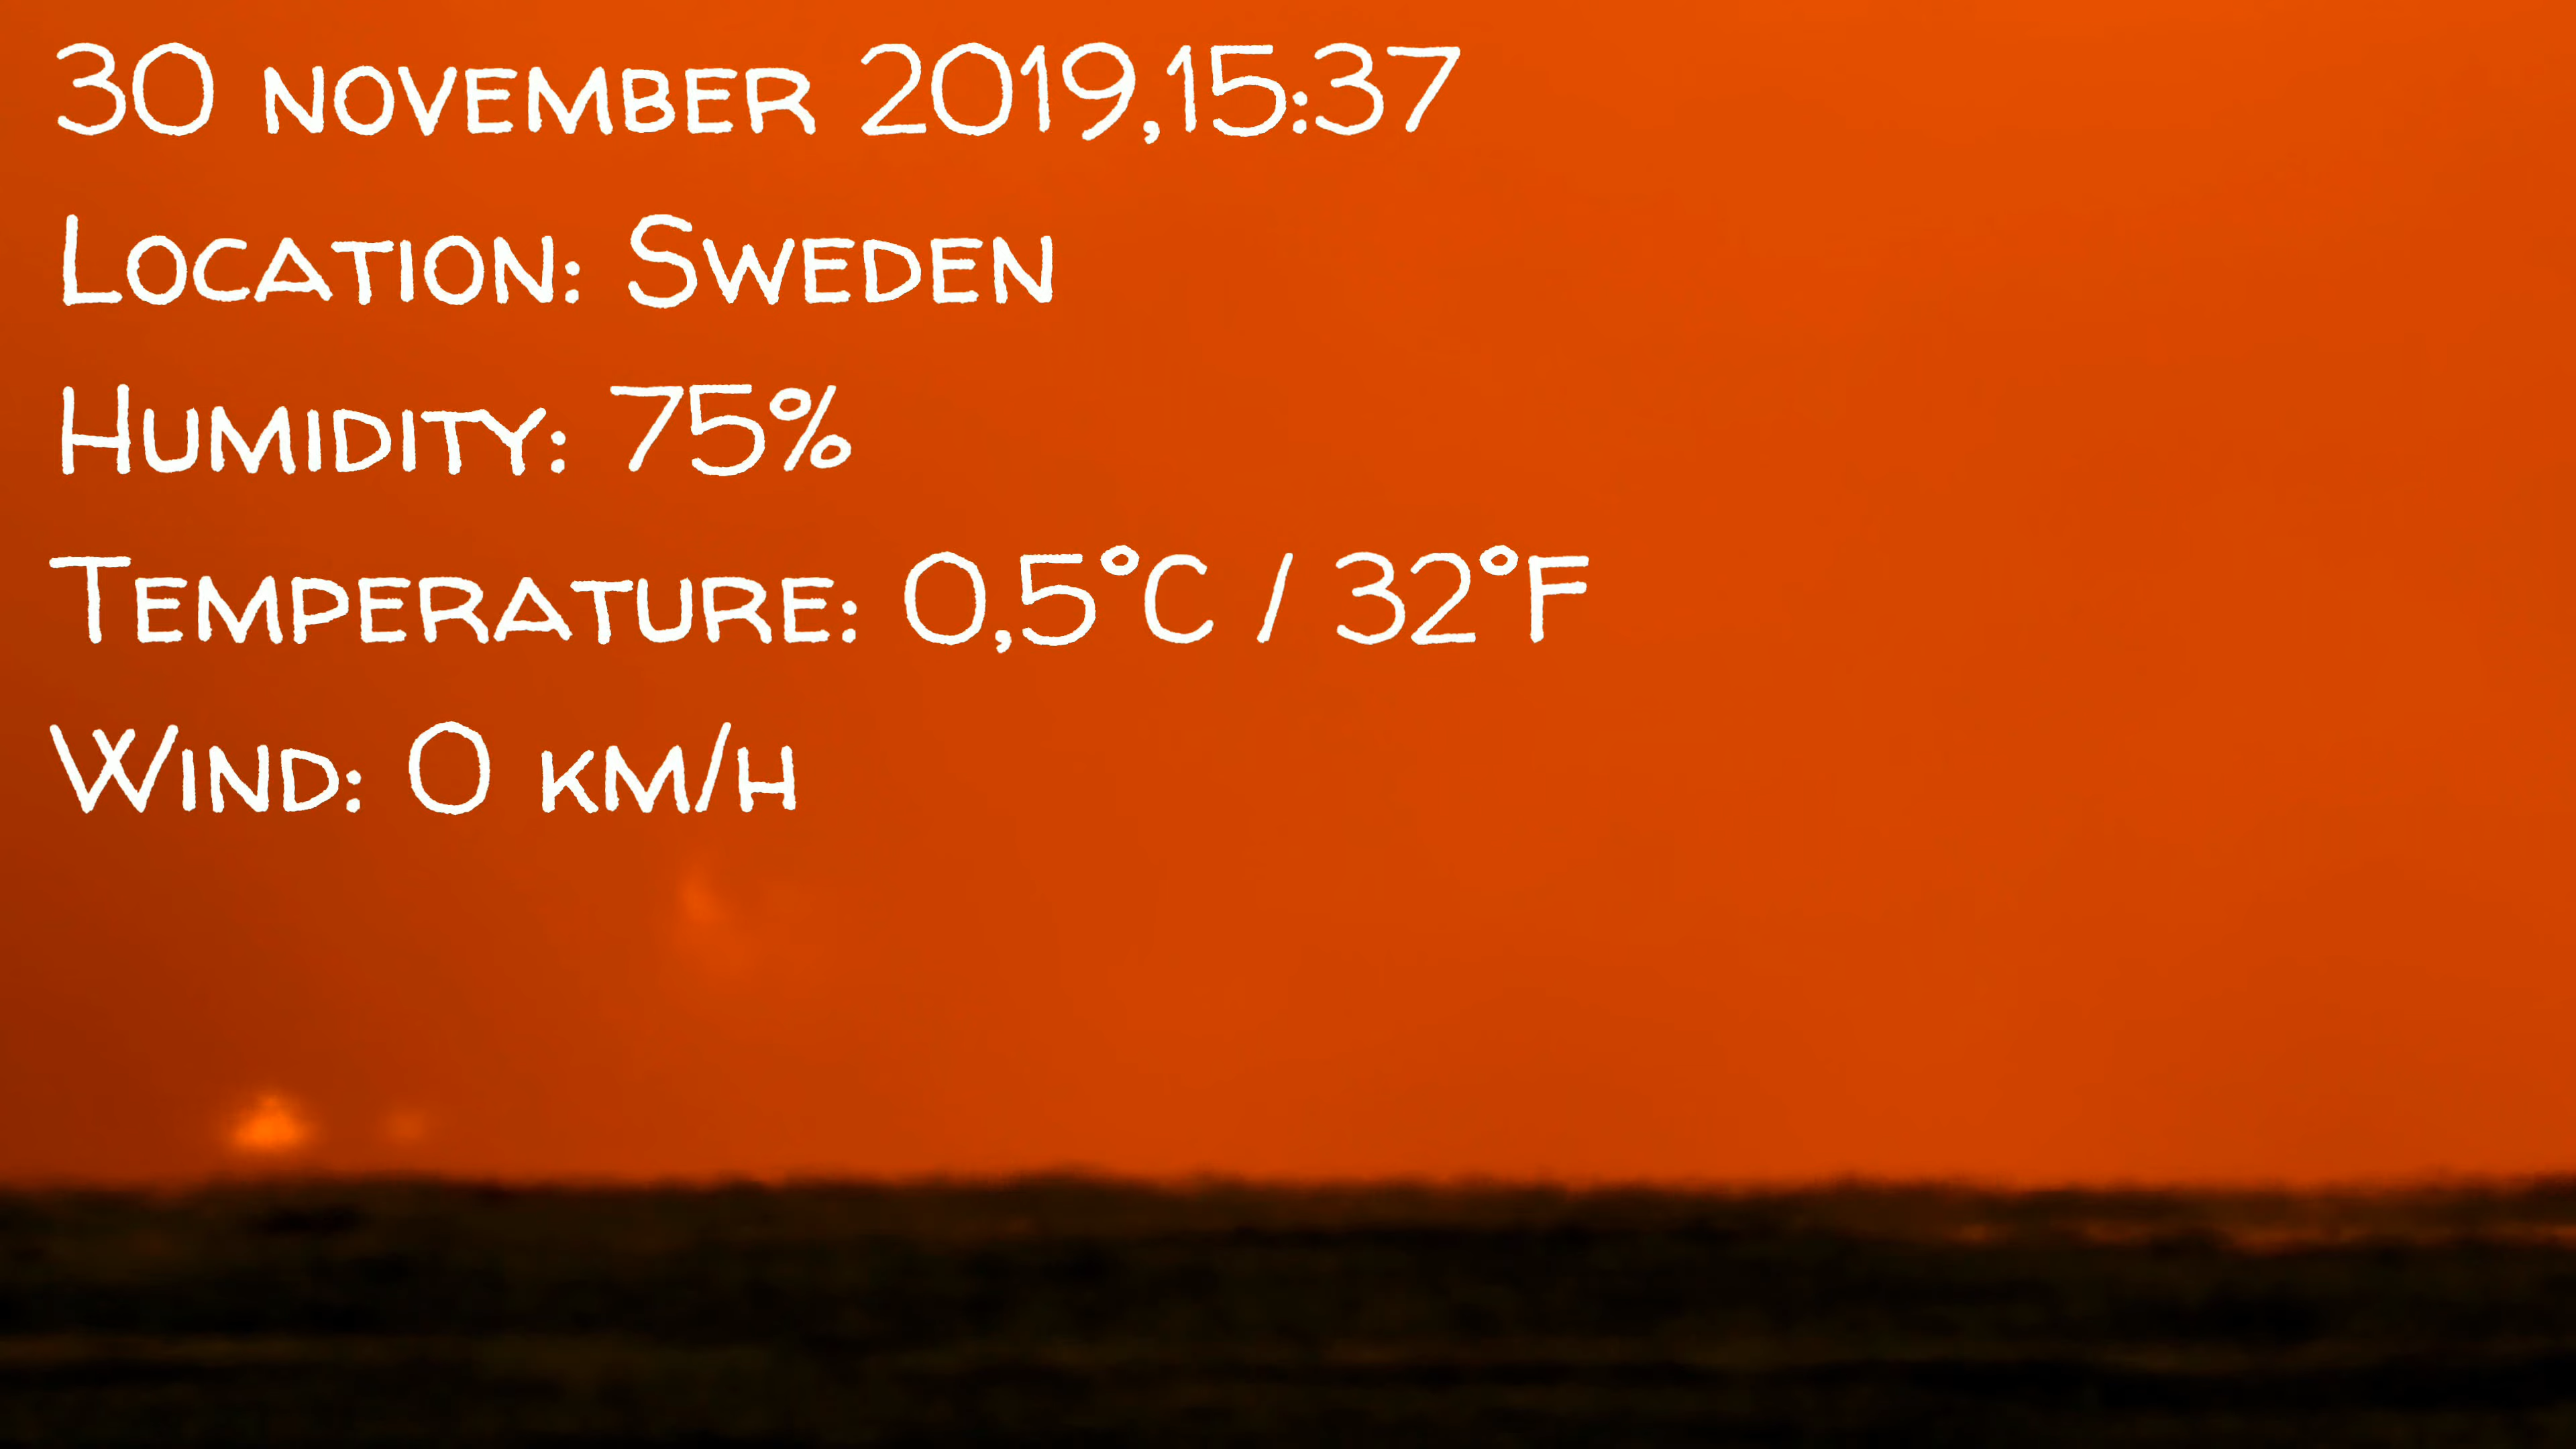 30 november 2019,15:37
Location: Sweden
Humidity: 75%
Temperature: 0,5°C / 32°F
Wind: 0 km/h